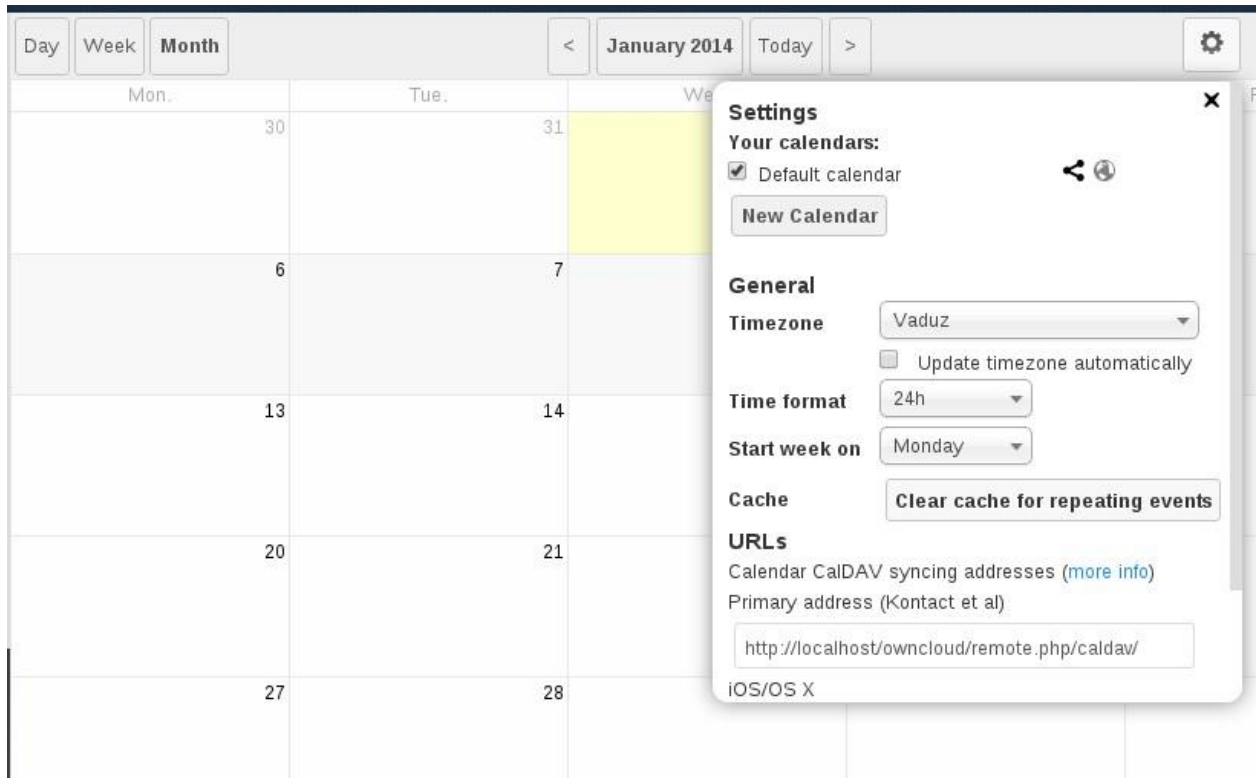 Day Week Month < January 2014 Today >
Mon. Tue. We
30 31
6 7
13 14
20 21
27 28
Settings
Your calendars:
Default calendar
New Calendar
General
Timezone Vaduz
Update timezone automatically
Time format 24h
Start week on Monday
Cache Clear cache for repeating events
URLs
Calendar CalDAV syncing addresses (more info)
Primary address (Kontact et al)
http://localhost/owncloud/remote.php/caldav/
iOS/OS X